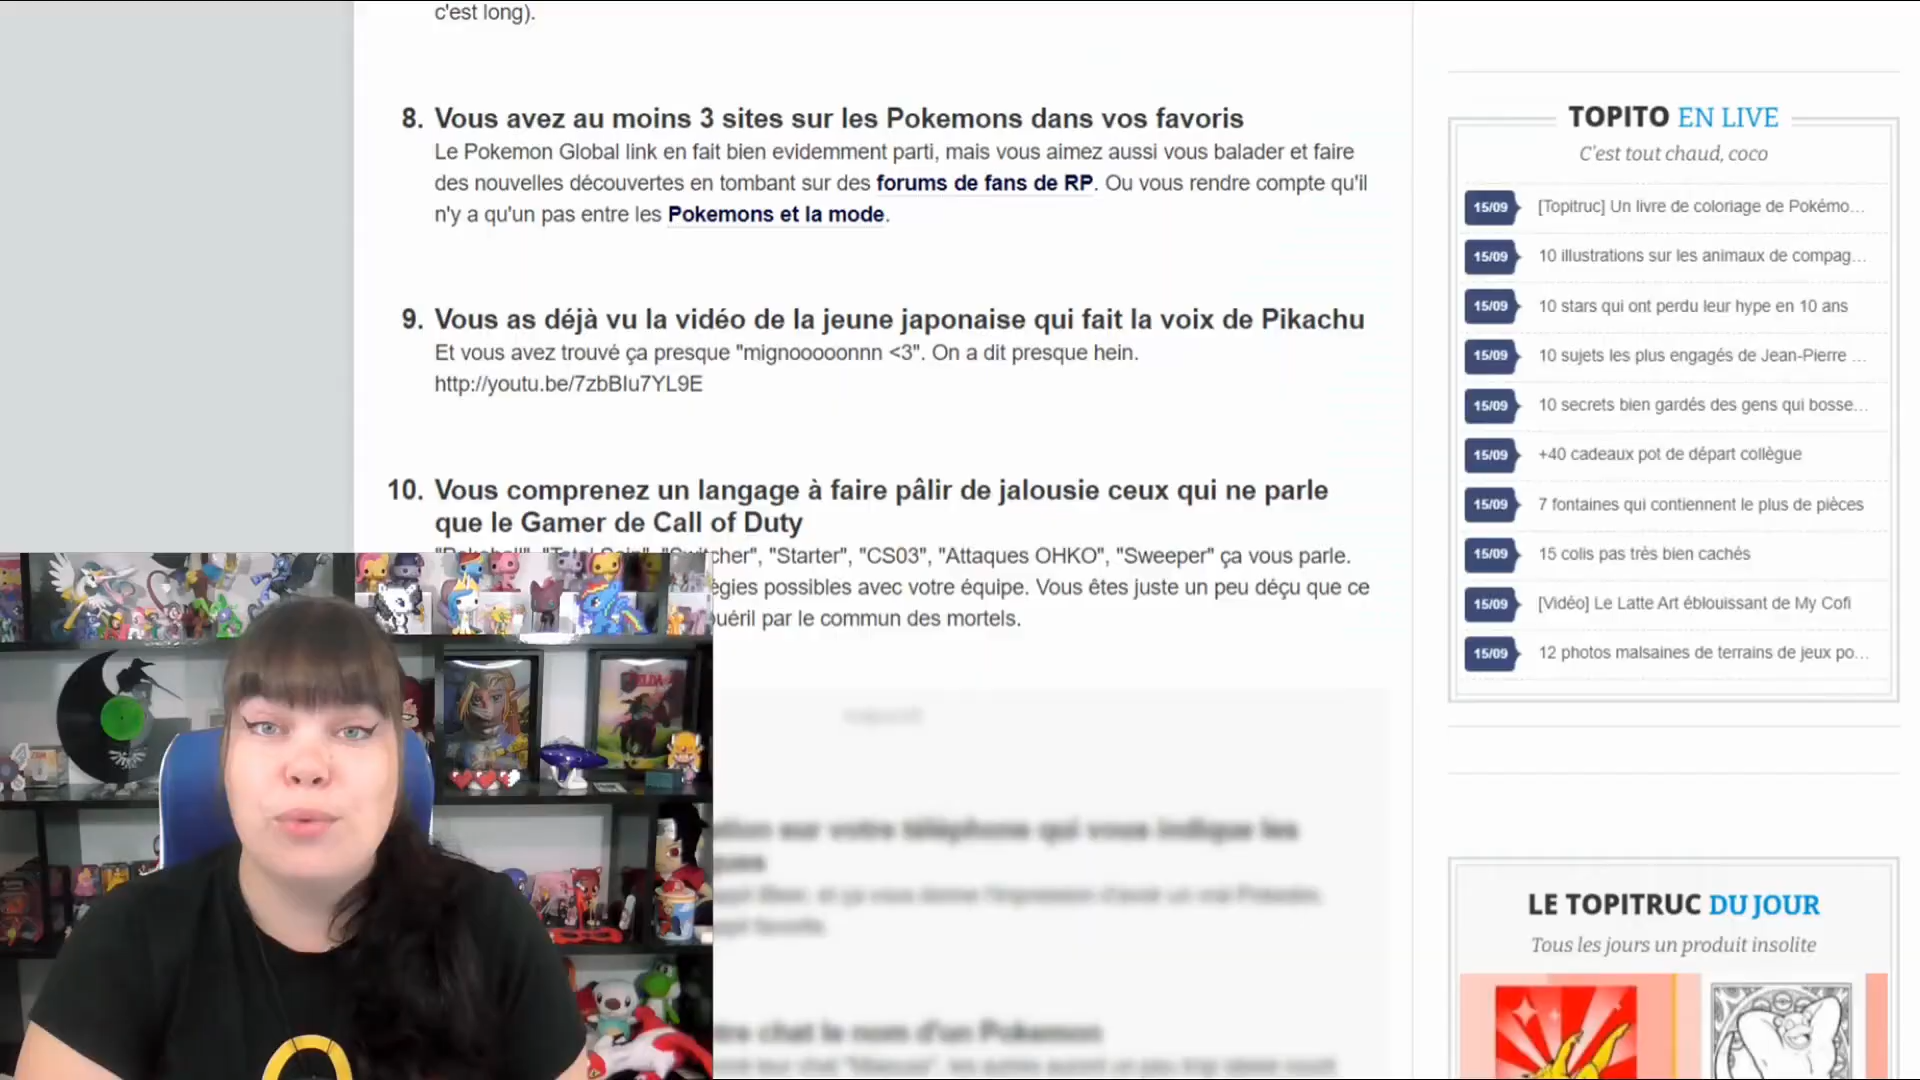 c'est long).
8. Vous avez au moins 3 sites sur les Pokemons dans vos favoris
Le Pokemon Global link en fait bien evidemment parti, mais vous aimez aussi vous balader et faire
des nouvelles découvertes en tombant sur des forums de fans de RP. Ou vous rendre compte qu'il
n'y a qu'un pas entre les Pokemons et la mode.
9. Vous as déjà vu la vidéo de la jeune japonaise qui fait la voix de Pikachu
Et vous avez trouvé ça presque "mignooooonnn <3". On a dit presque hein.
http://youtu.be/7zbBIu7YL9E
10. Vous comprenez un langage à faire pâlir de jalousie ceux qui ne parle
que le Gamer de Call of Duty
"Starter", "CS03", "Attaques OHKO", "Sweeper" ça vous parle.
possibles avec votre équipe. Vous êtes juste un peu déçu que ce
par le commun des mortels.
TOPITO EN LIVE
C'est tout chaud, coco
15/09 [Topitruc] Un livre de coloriage de Pokémo...
15/09 10 illustrations sur les animaux de compag...
15/09 10 stars qui ont perdu leur hype en 10 ans
15/09 10 sujets les plus engagés de Jean-Pierre ...
15/09 10 secrets bien gardés des gens qui bosse...
15/09 +40 cadeaux pot de départ collègue
15/09 7 fontaines qui contiennent le plus de pièces
15/09 15 colis pas très bien cachés
15/09 [Vidéo] Le Latte Art éblouissant de My Cofi
15/09 12 photos malsaines de terrains de jeux po...
LE TOPITRUC DU JOUR
Tous les jours un produit insolite